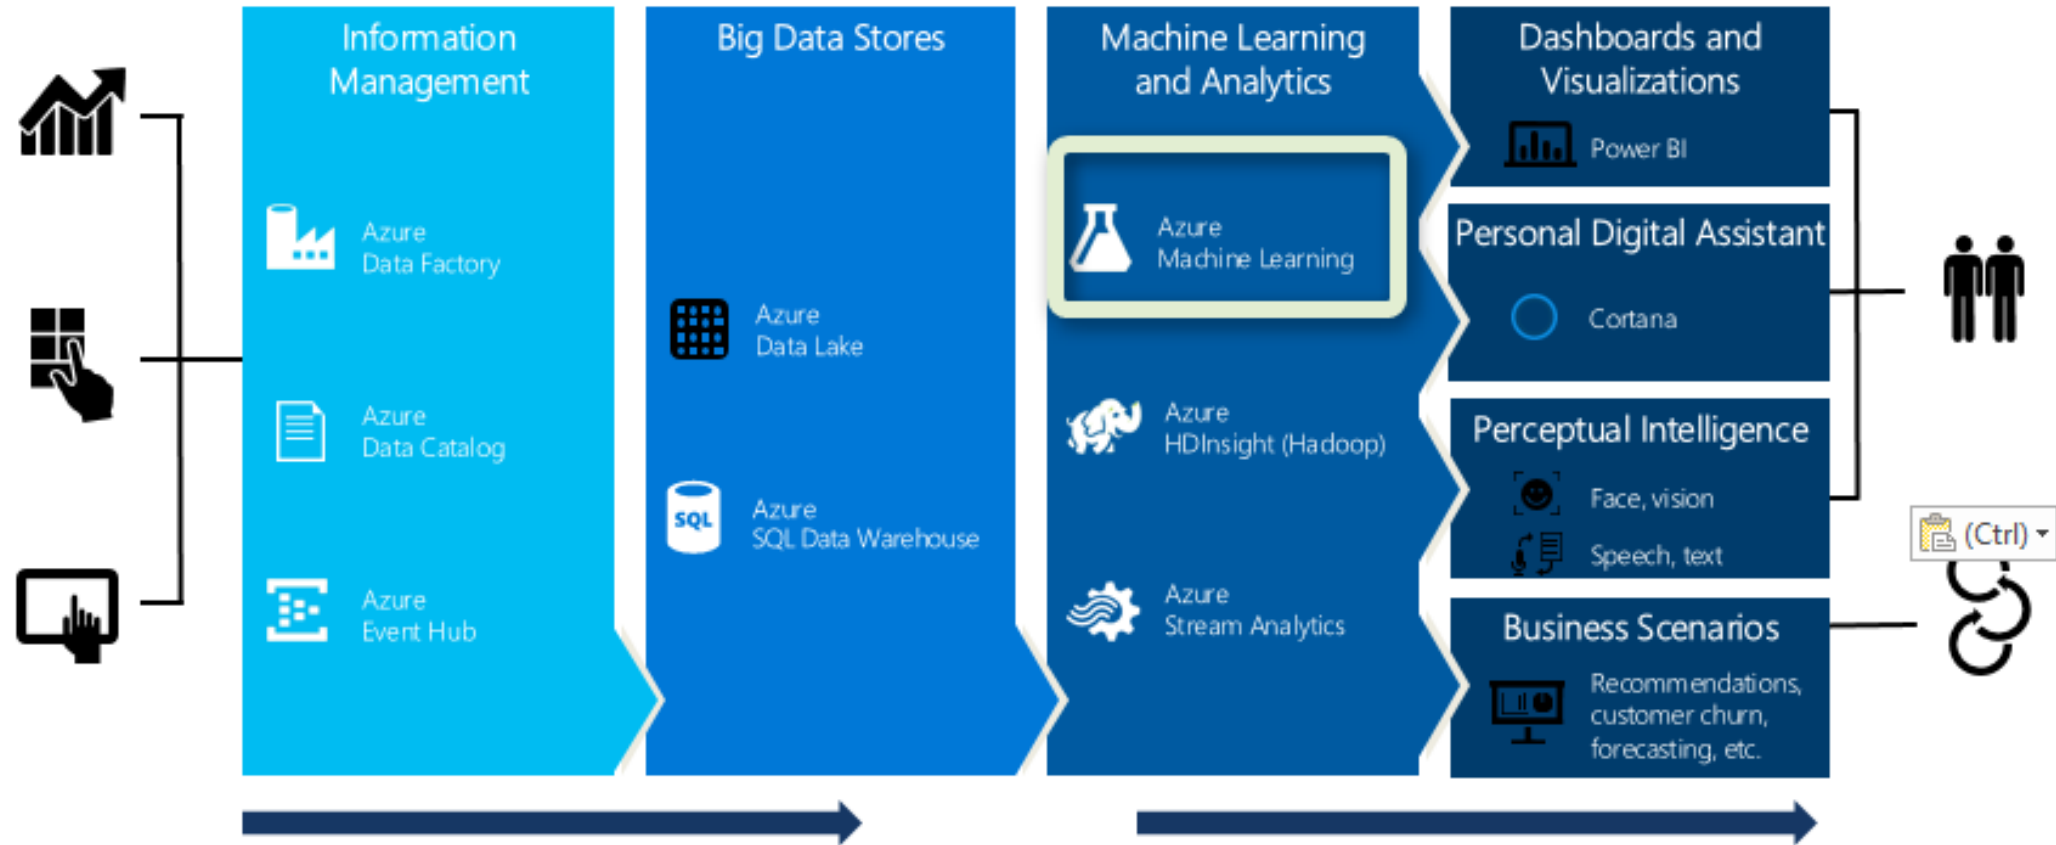 Information
Management
Azure
Data Factory
Azure
Data Catalog
Azure
Event Hub
Big Data Stores
Azure
Data Lake
SQL
Azure
SQL Data Warehouse
Machine Learning
and Analytics
Azure
Machine Learning
Azure
HDInsight (Hadoop)
Azure
Stream Analytics
Dashboards and
Visualizations
Power BI
Personal Digital Assistant
Cortana
Perceptual Intelligence
Face, vision
Speech, text
Business Scenarios
Recommendations,
customer churn,
forecasting, etc.
(Ctrl)